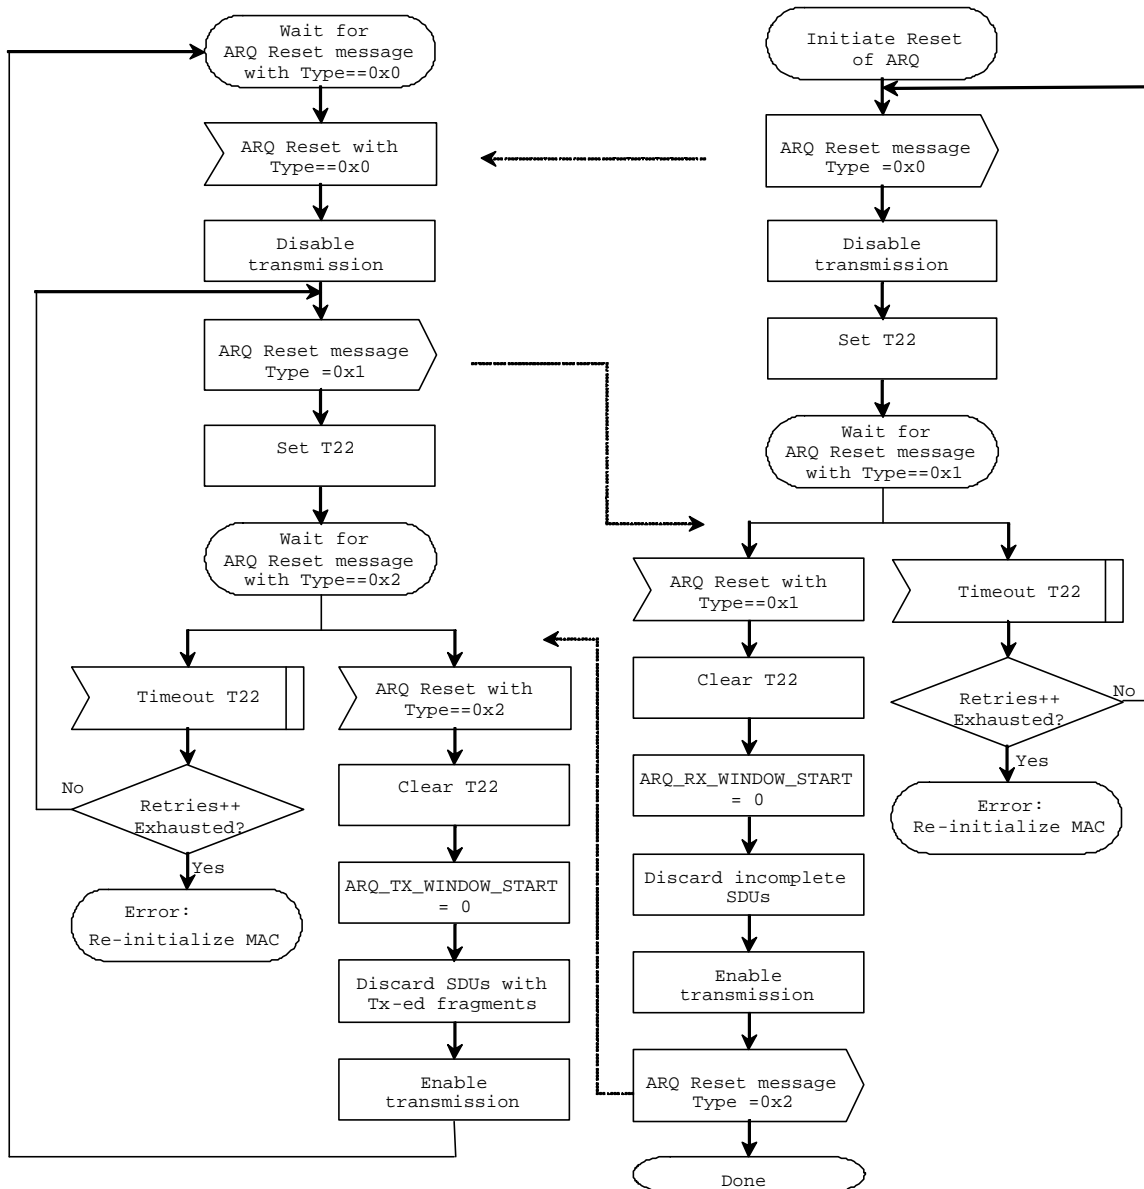 Wait for
ARQ Reset message
with Type==0x0
ARQ Reset with
Type==0x0
Disable
transmission
ARQ Reset message
Type =0x1
Set T22
Wait for
ARQ Reset message
with Type==0x2
Timeout T22
Retries++
Exhausted?
No
Yes
Error:
Re-initialize MAC
ARQ Reset with
Type==0x2
Clear T22
ARQ_TX_WINDOW_START
= 0
Discard SDUs with
Tx-ed fragments
Enable
transmission
Initiate Reset
of ARQ
ARQ Reset message
Type =0x0
Disable
transmission
Set T22
Wait for
ARQ Reset message
with Type==0x1
ARQ Reset with
Type==0x1
Clear T22
ARQ_RX_WINDOW_START
= 0
Discard incomplete
SDUs
Enable
transmission
ARQ Reset message
Type =0x2
Done
Timeout T22
Retries++
Exhausted?
No
Yes
Error:
Re-initialize MAC